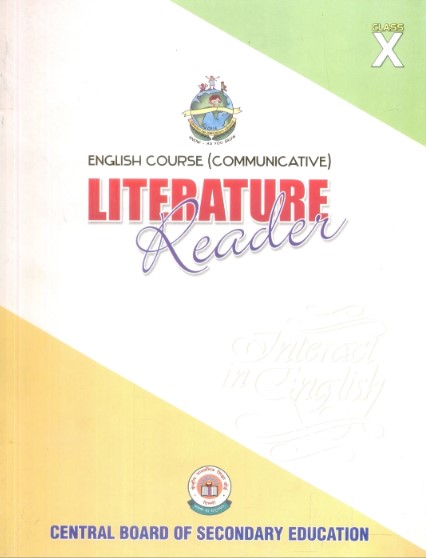 CLASS
X
ENGLISH COURSE (COMMUNICATIVE)
LITERATURE
Reader
Interact
in English
CENTRAL BOARD OF SECONDARY EDUCATION